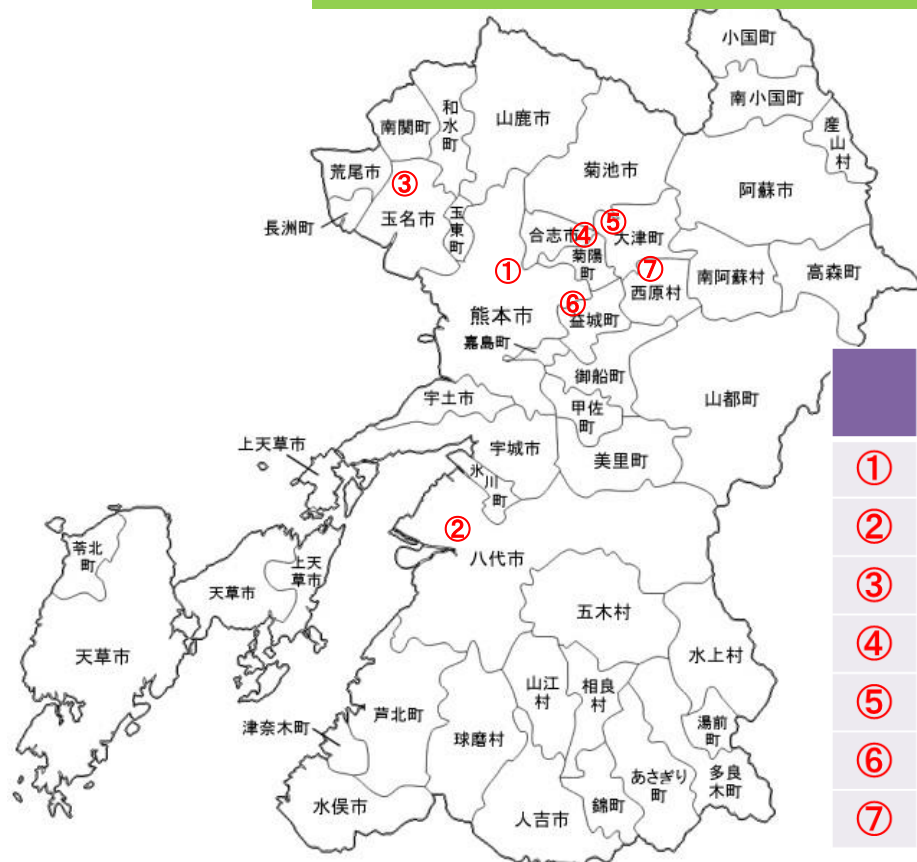 小国町
南小国町
産山村
和水町
南関町
山鹿市
荒尾市
③
菊池市
阿蘇市
長洲町
玉名市
玉東町
合志市
④
⑤
大津町
菊陽町
①
⑦
南阿蘇村
高森町
西原村
熊本市
⑥
益城町
嘉島町
御船町
宇土市
甲佐町
山都町
上天草市
宇城市
美里町
氷川町
②
八代市
苓北町
天草市
上天草市
天草市
五木村
水上村
山江村
相良村
津奈木町
芦北町
球磨村
湯前町
あさぎり町
多良木町
水俣市
人吉市
錦町
①
②
③
④
⑤
⑥
⑦